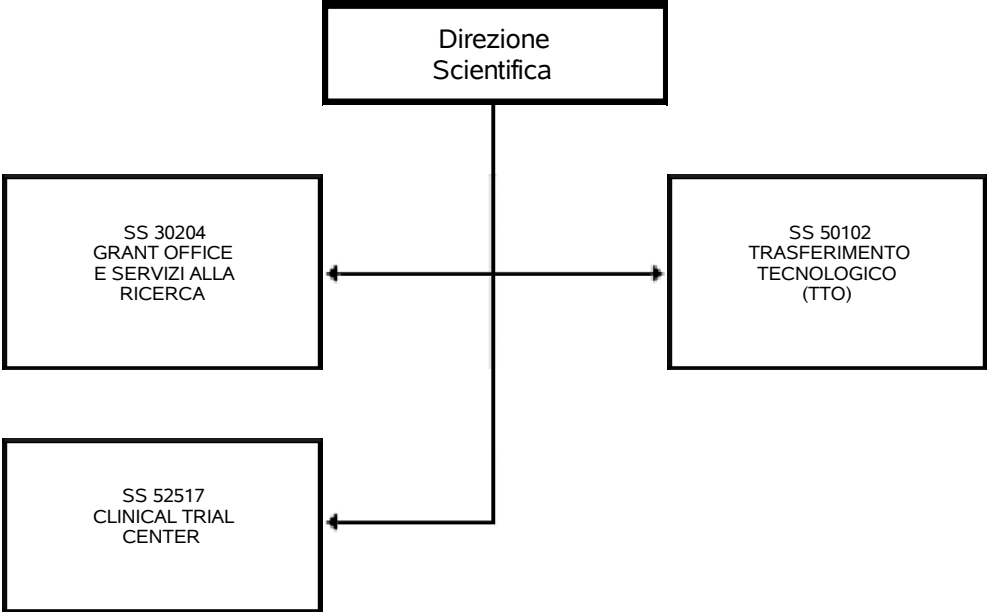 Direzione
Scientifica
SS 30204
GRANT OFFICE
E SERVIZI ALLA
RICERCA
SS 50102
TRASFERIMENTO
TECNOLOGICO
(TTO)
SS 52517
CLINICAL TRIAL
CENTER